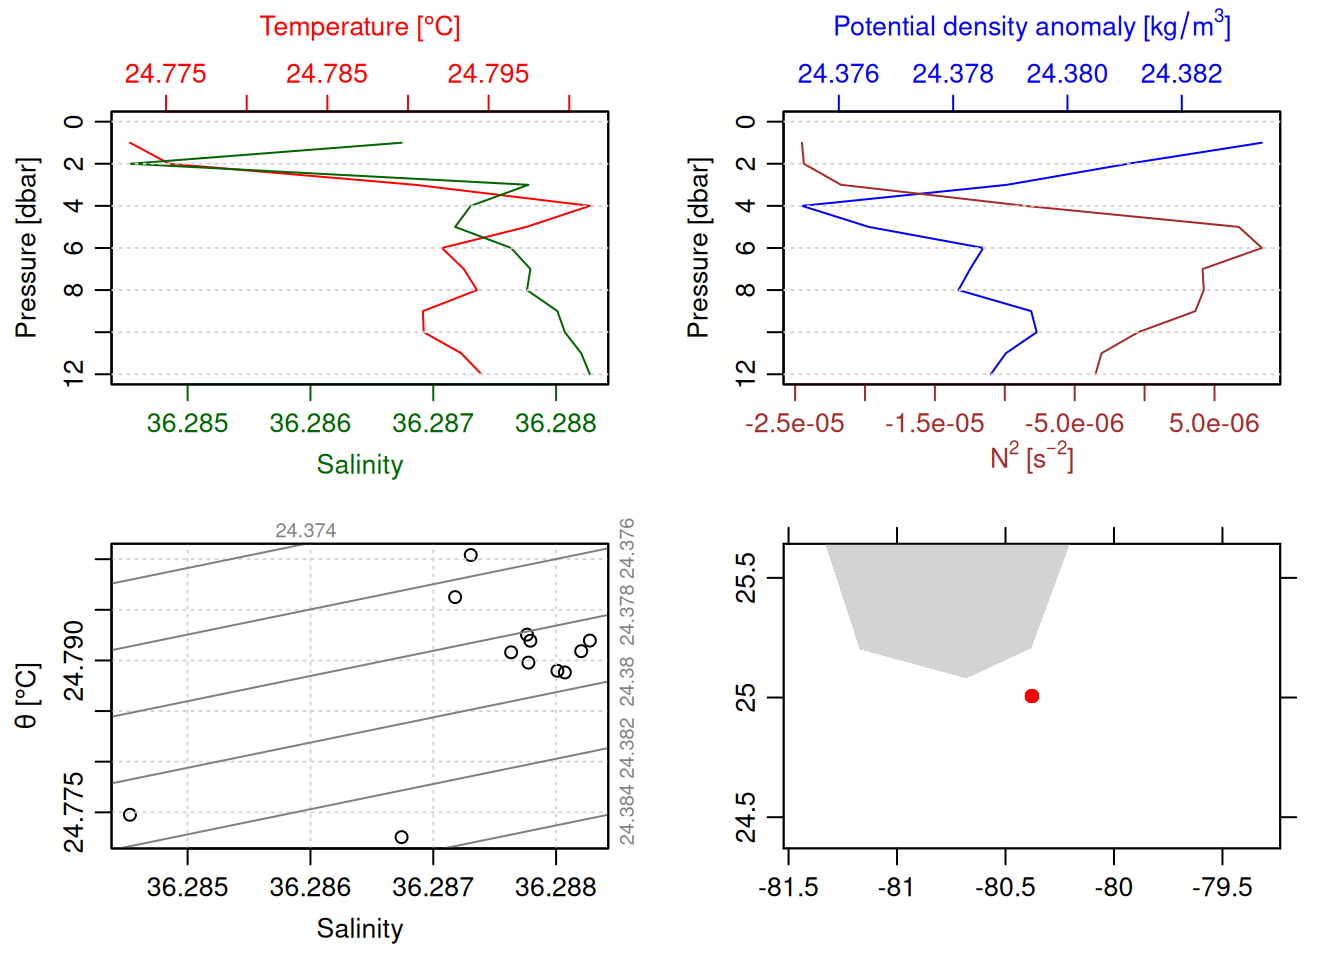 Temperature [°C]
24.775 24.785 24.795
Pressure [dbar]
0
2
4
6
8
12
36.285 36.286 36.287 36.288
Salinity
Potential density anomaly [kg/m³]
24.376 24.378 24.380 24.382
Pressure [dbar]
0
2
4
6
8
12
-2.5e-05 -1.5e-05 -5.0e-06 5.0e-06
N² [s⁻²]
24.374
24.376
24.378
24.38
24.382
24.384
θ [°C]
24.790
24.775
36.285 36.286 36.287 36.288
Salinity
25.5
25
24.5
-81.5 -81 -80.5 -80 -79.5